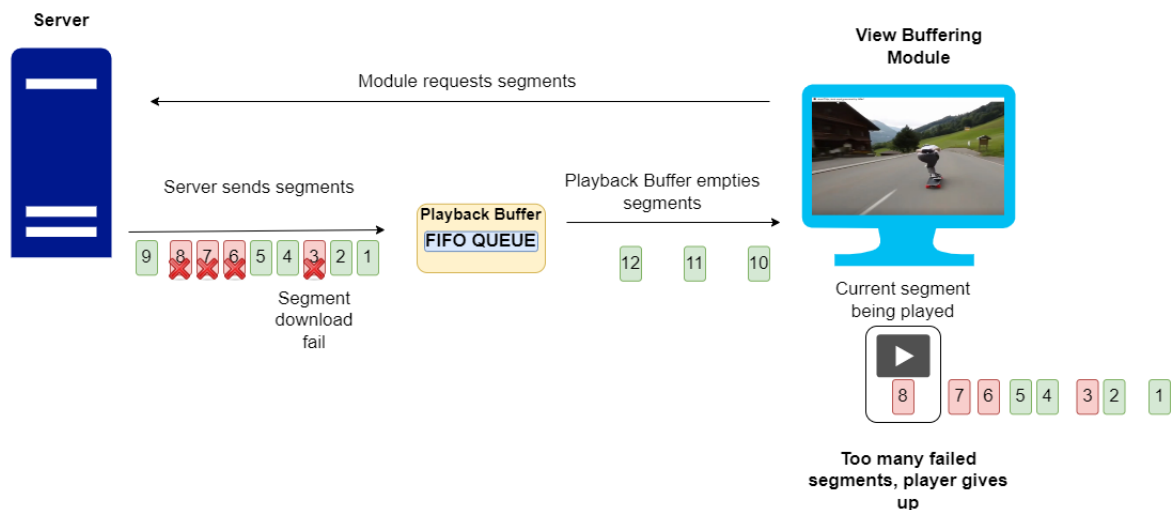 Server
View Buffering
Module
Module requests segments
Server sends segments
Playback Buffer empties
segments
Playback Buffer
FIFO QUEUE
9 8 7 6 5 4 3 2 1
12 11 10
Segment
download
fail
Current segment
being played
8 7 6 5 4 3 2 1
Too many failed
segments, player gives
up